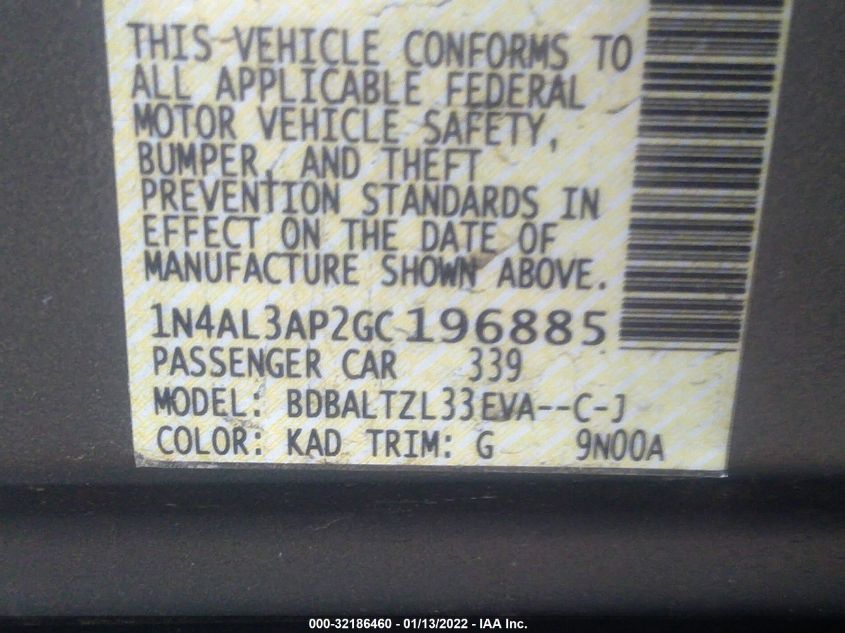 THIS VEHICLE CONFORMS TO
ALL APPLICABLE FEDERAL
MOTOR VEHICLE SAFETY,
BUMPER, AND THEFT
PREVENTION STANDARDS IN
EFFECT ON THE DATE OF
MANUFACTURE SHOWN ABOVE.
1N4AL3AP2GC196885
PASSENGER CAR 339
MODEL: BDBALTZL33EVA--C-J
COLOR: KAD TRIM: G 9N00A
000-32186460 - 01/13/2022 - IAA Inc.